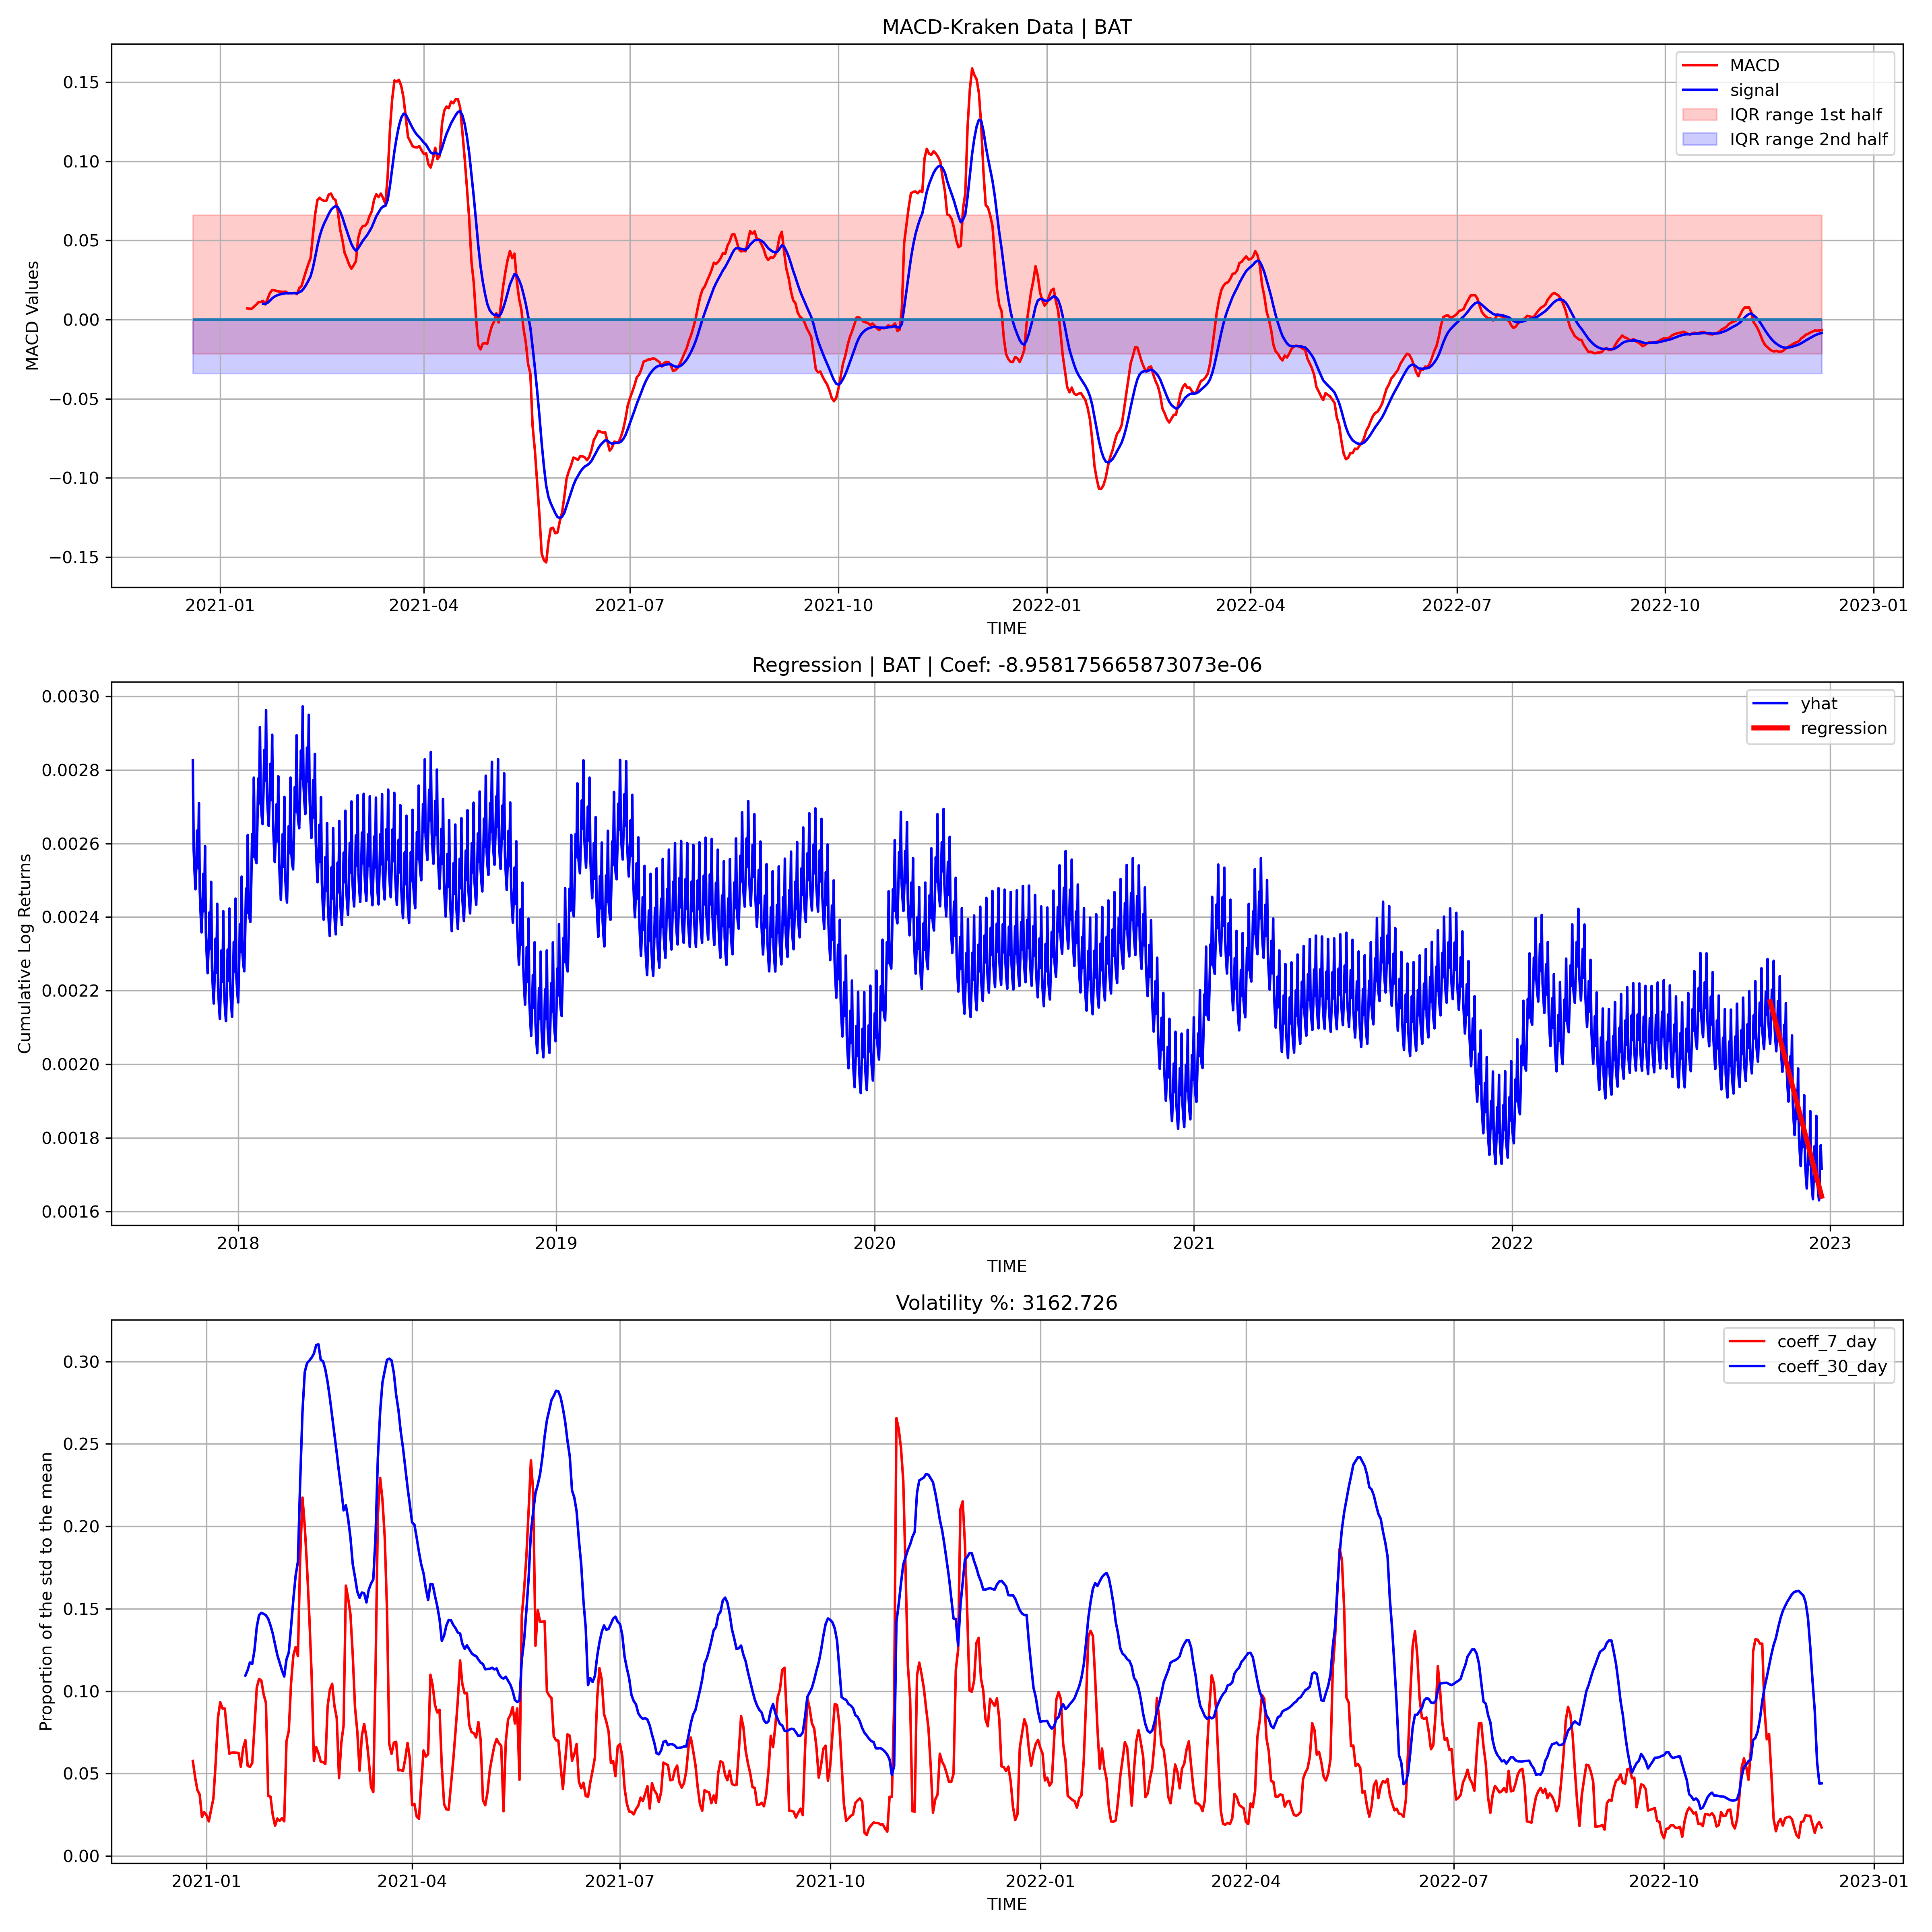 MACD-Kraken Data | BAT
MACD
signal
IQR range 1st half
IQR range 2nd half
0.15
0.10
0.05
0.00
−0.05
−0.10
−0.15
MACD Values
2021-01 2021-04 2021-07 2021-10 2022-01 2022-04 2022-07 2022-10 2023-01
TIME
Regression | BAT | Coef: -8.958175665873073e-06
yhat
regression
0.0030
0.0028
0.0026
0.0024
0.0022
0.0020
0.0018
0.0016
Cumulative Log Returns
2018 2019 2020 2021 2022 2023
TIME
Volatility %: 3162.726
coeff_7_day
coeff_30_day
0.30
0.25
0.20
0.15
0.10
0.05
0.00
Proportion of the std to the mean
2021-01 2021-04 2021-07 2021-10 2022-01 2022-04 2022-07 2022-10 2023-01
TIME